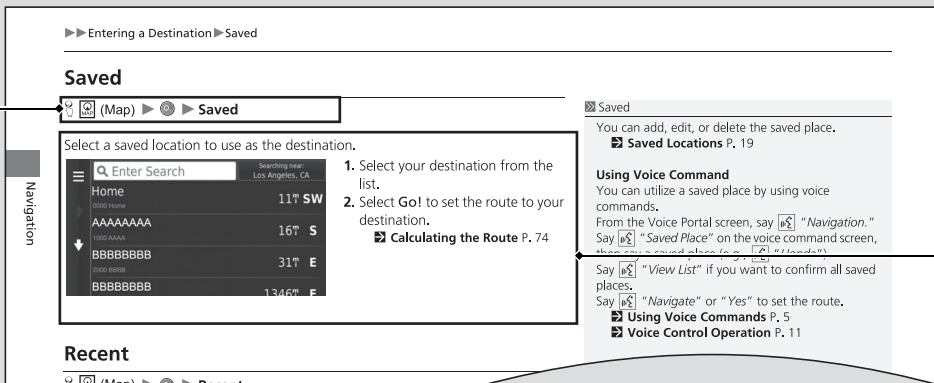 ▶▶Entering a Destination▶Saved
Saved
MAP (Map) ▶ ▶ Saved
Select a saved location to use as the destination.
Enter Search
Searching near:
Los Angeles, CA
Home
0000 Home
11 SW
AAAAAAAA
1000 AAAA
16 S
BBBBBBBB
2000 BBBB
31 E
BBBBBBBB
1346 E
1. Select your destination from the
list.
2. Select Go! to set the route to your
destination.
Calculating the Route P. 74
Navigation
Saved
You can add, edit, or delete the saved place.
Saved Locations P. 19
Using Voice Command
You can utilize a saved place by using voice
commands.
From the Voice Portal screen, say "Navigation."
Say "Saved Place" on the voice command screen,
then say a saved place (e.g., "Honda").
Say "View List" if you want to confirm all saved
places.
Say "Navigate" or "Yes" to set the route.
Using Voice Commands P. 5
Voice Control Operation P. 11
Recent
(Map) ▶ ▶ Recent